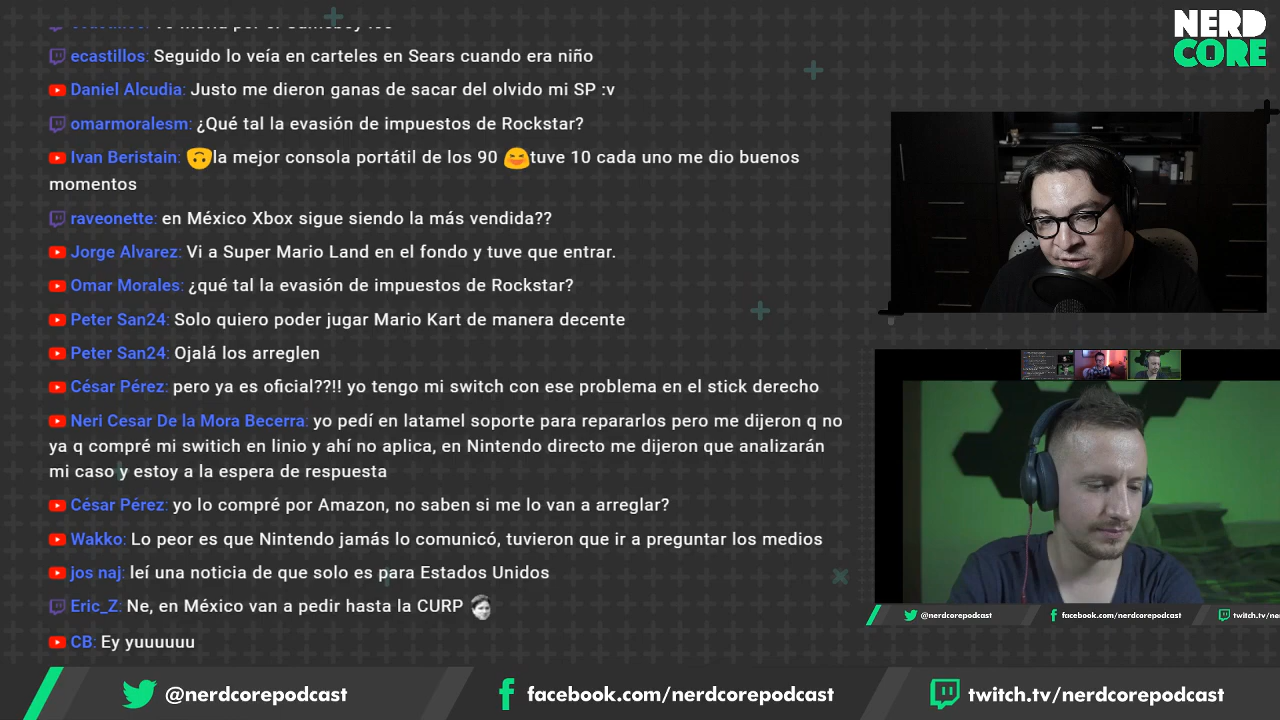 NERD
CORE
ecastillos: Seguido lo veía en carteles en Sears cuando era niño
Daniel Alcudia: Justo me dieron ganas de sacar del olvido mi SP :v
omarmoralesm: ¿Qué tal la evasión de impuestos de Rockstar?
Ivan Beristain: la mejor consola portátil de los 90 tuve 10 cada uno me dio buenos
momentos
raveonette: en México Xbox sigue siendo la más vendida??
Jorge Alvarez: Vi a Super Mario Land en el fondo y tuve que entrar.
Omar Morales: ¿qué tal la evasión de impuestos de Rockstar?
Peter San24: Solo quiero poder jugar Mario Kart de manera decente
Peter San24: Ojalá los arreglen
César Pérez: pero ya es oficial??!! yo tengo mi switch con ese problema en el stick derecho
Neri Cesar De la Mora Becerra: yo pedí en latamel soporte para repararlos pero me dijeron q no
ya q compré mi switich en linio y ahí no aplica, en Nintendo directo me dijeron que analizarán
mi caso y estoy a la espera de respuesta
César Pérez: yo lo compré por Amazon, no saben si me lo van a arreglar?
Wakko: Lo peor es que Nintendo jamás lo comunicó, tuvieron que ir a preguntar los medios
jos naj: leí una noticia de que solo es para Estados Unidos
Eric_Z: Ne, en México van a pedir hasta la CURP
CB: Ey yuuuuuu
@nerdcorepodcast
facebook.com/nerdcorepodcast
twitch.tv/ne
@nerdcorepodcast
facebook.com/nerdcorepodcast
twitch.tv/nerdcorepodcast